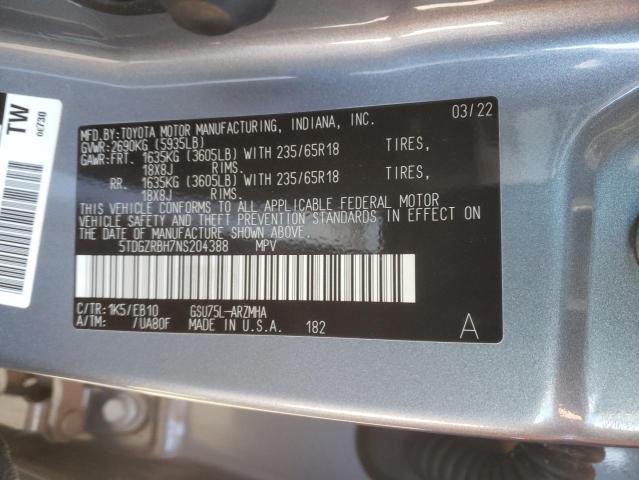 MFD.BY:TOYOTA MOTOR MANUFACTURING, INDIANA, INC. 03/22
GVWR:2690KG (5935LB)
GAWR:FRT. 1635KG (3605LB) WITH 235/65R18 TIRES,
18X8J RIMS.
RR. 1635KG (3605LB) WITH 235/65R18 TIRES,
18X8J RIMS.
THIS VEHICLE CONFORMS TO ALL APPLICABLE FEDERAL MOTOR
VEHICLE SAFETY AND THEFT PREVENTION STANDARDS IN EFFECT ON
THE DATE OF MANUFACTURE SHOWN ABOVE.
5TDGZRBH7NS204388 MPV
C/TR:1K5/EB10 GSU75L-ARZMHA
A/TM: /UA80F MADE IN U.S.A. 182 A
TW
0E730